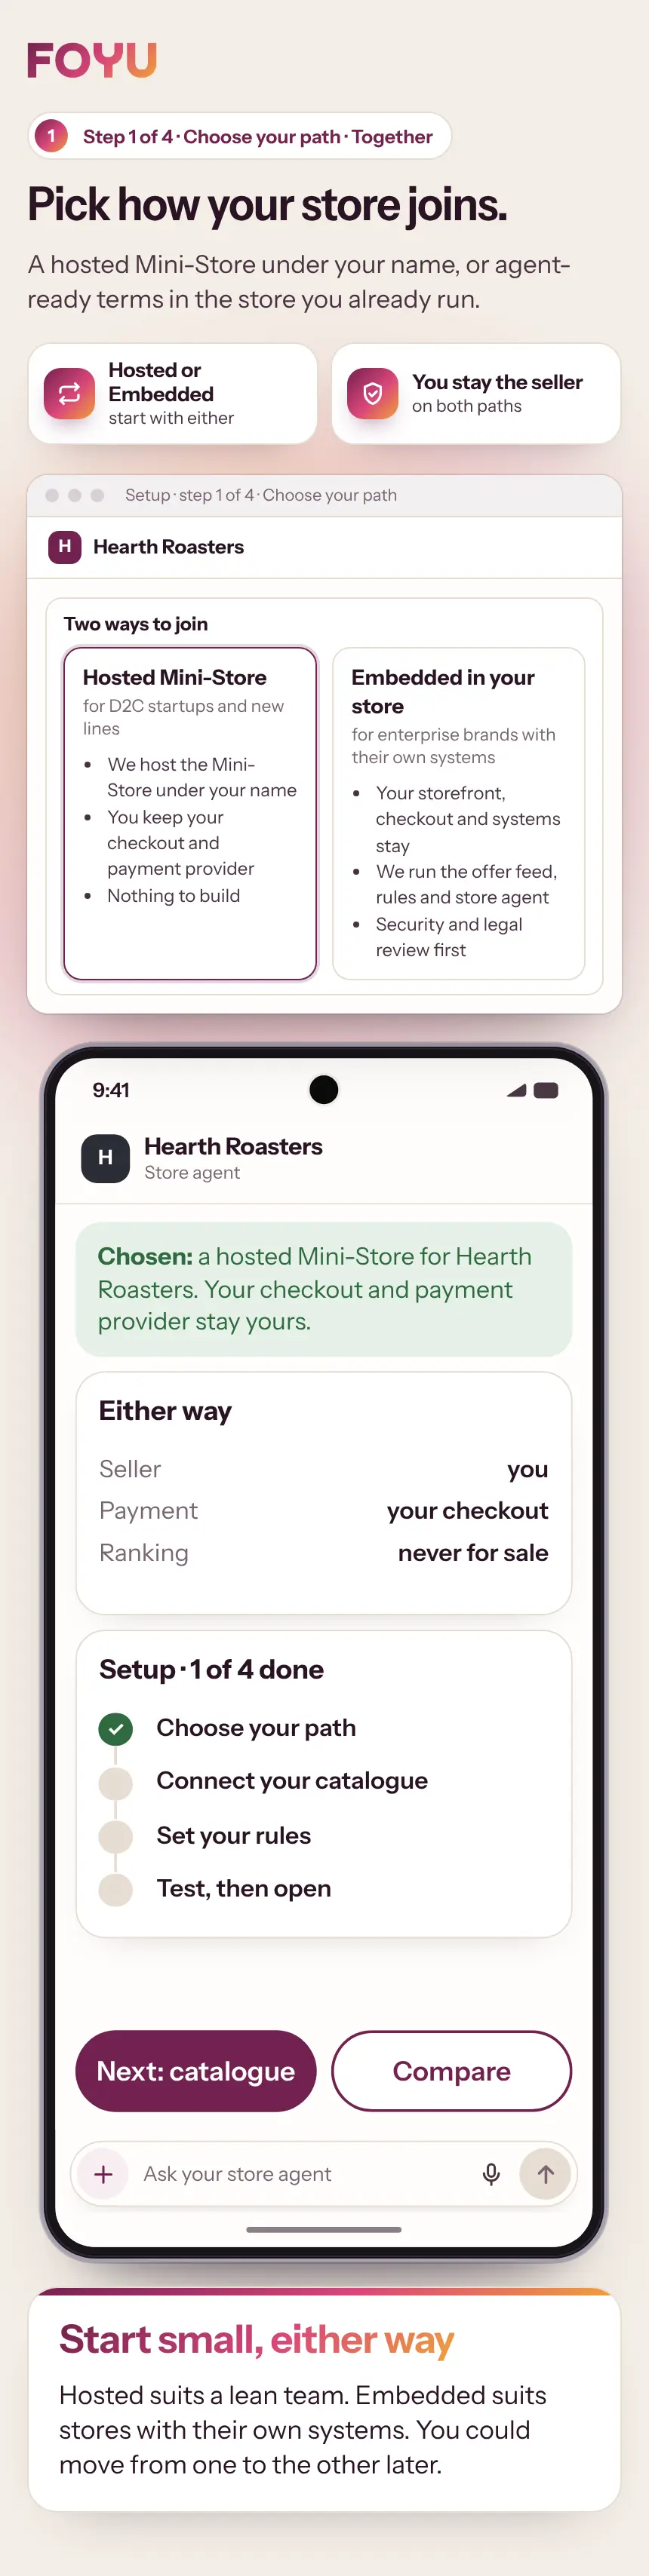 FOYU
1 Step 1 of 4 · Choose your path · Together
Pick how your store joins.
A hosted Mini-Store under your name, or agent-
ready terms in the store you already run.
Hosted or
Embedded
start with either
You stay the seller
on both paths
Setup · step 1 of 4 · Choose your path
H Hearth Roasters
Two ways to join
Hosted Mini-Store
for D2C startups and new
lines
• We host the Mini-
Store under your name
• You keep your
checkout and
payment provider
• Nothing to build
Embedded in your
store
for enterprise brands with
their own systems
• Your storefront,
checkout and systems
stay
• We run the offer feed,
rules and store agent
• Security and legal
review first
9:41
H Hearth Roasters
Store agent
Chosen: a hosted Mini-Store for Hearth
Roasters. Your checkout and payment
provider stay yours.
Either way
Seller you
Payment your checkout
Ranking never for sale
Setup · 1 of 4 done
Choose your path
Connect your catalogue
Set your rules
Test, then open
Next: catalogue
Compare
Ask your store agent
Start small, either way
Hosted suits a lean team. Embedded suits
stores with their own systems. You could
move from one to the other later.